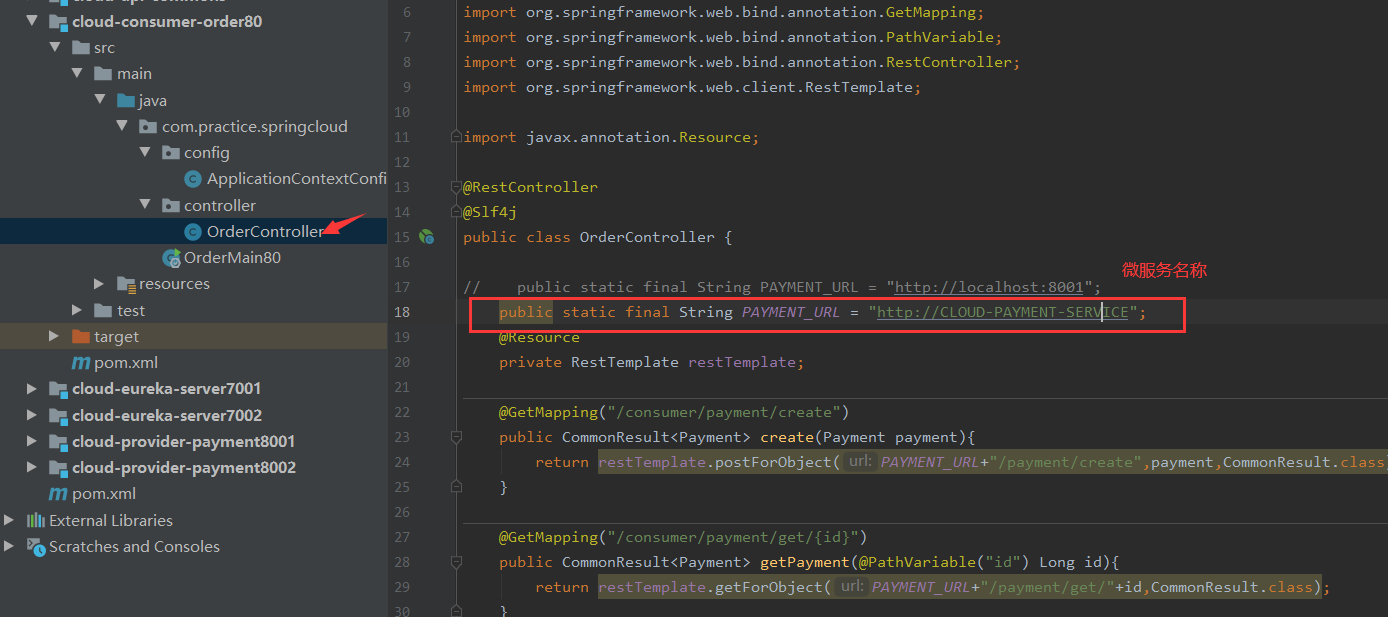 cloud-consumer-order80
src
main
java
com.practice.springcloud
config
ApplicationContextConfi
controller
OrderController
OrderMain80
resources
test
target
pom.xml
cloud-eureka-server7001
cloud-eureka-server7002
cloud-provider-payment8001
cloud-provider-payment8002
pom.xml
External Libraries
Scratches and Consoles
6 import org.springframework.web.bind.annotation.GetMapping;
7 import org.springframework.web.bind.annotation.PathVariable;
8 import org.springframework.web.bind.annotation.RestController;
9 import org.springframework.web.client.RestTemplate;
10
11 import javax.annotation.Resource;
12
13 @RestController
14 @Slf4j
15 public class OrderController {
16
微服务名称
17 //    public static final String PAYMENT_URL = "http://localhost:8001";
18 public static final String PAYMENT_URL = "http://CLOUD-PAYMENT-SERVICE";
19 @Resource
20 private RestTemplate restTemplate;
21
22 @GetMapping("/consumer/payment/create")
23 public CommonResult<Payment> create(Payment payment){
24 return restTemplate.postForObject( url: PAYMENT_URL+"/payment/create",payment,CommonResult.class)
25 }
26
27 @GetMapping("/consumer/payment/get/{id}")
28 public CommonResult<Payment> getPayment(@PathVariable("id") Long id){
29 return restTemplate.getForObject( url: PAYMENT_URL+"/payment/get/"+id,CommonResult.class);
30 }